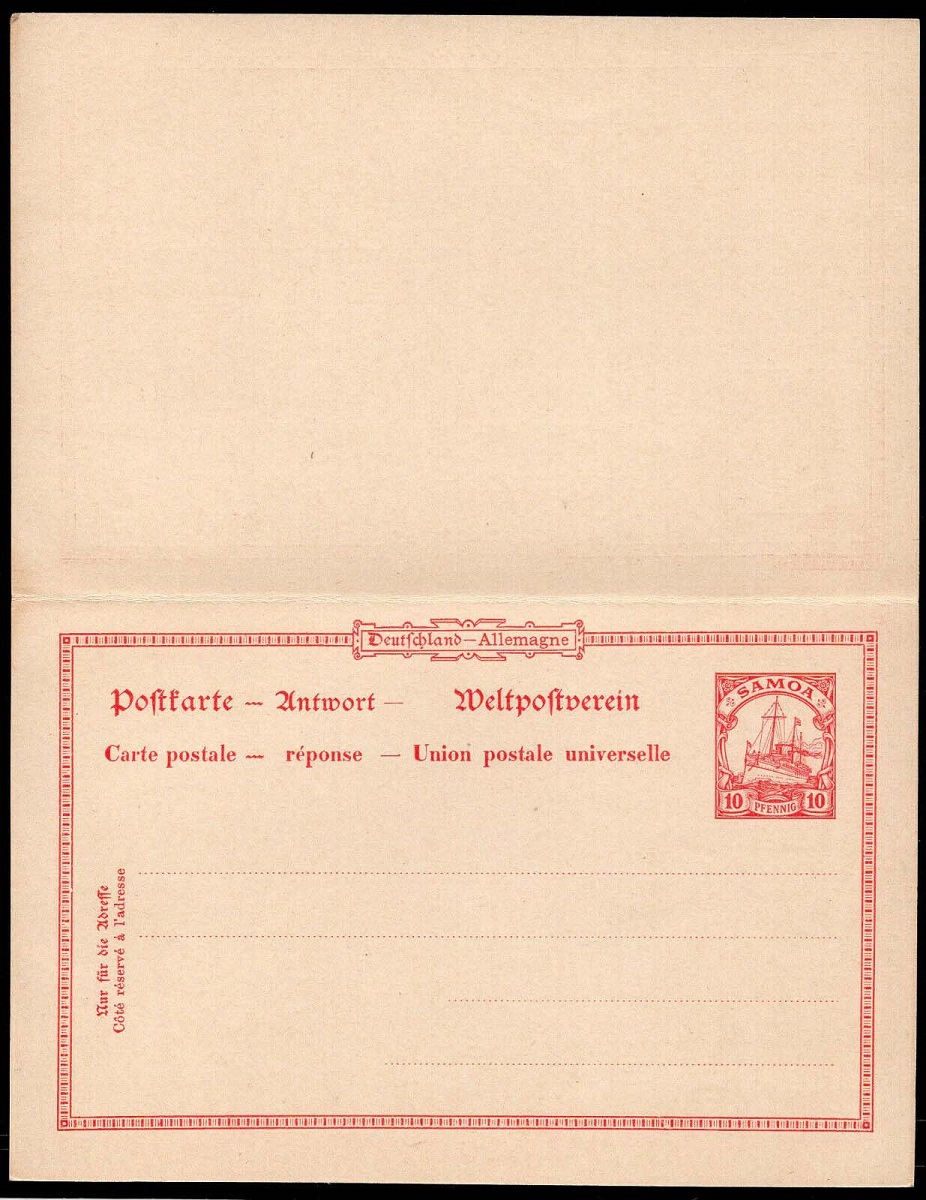 Deutſchland—Allemagne
Poſtkarte — Antwort — Weltpoſtverein
Carte postale — réponse — Union postale universelle
SAMOA
10 PFENNIG 10
Nur für die Adreſſe
Côté réservé à l'adresse